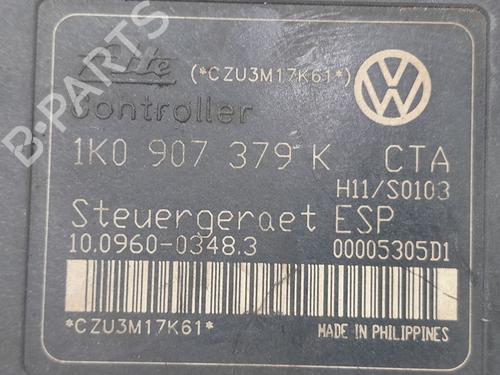 Ate
(*CZU3M17K61*)
Controller
1K0 907 379 K CTA
H11/S0103
Steuergeraet ESP
10.0960-0348.3 00005305D1
*CZU3M17K61*
MADE IN PHILIPPINES
B-PARTS